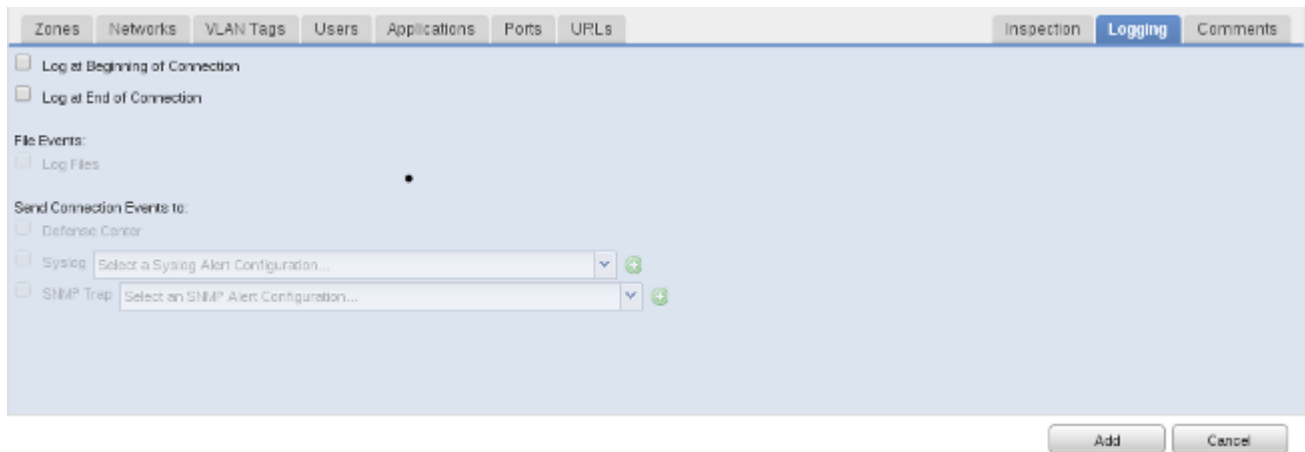 Zones Networks VLAN Tags Users Applications Ports URLs Inspection Logging Comments
Log at Beginning of Connection
Log at End of Connection
File Events:
Log Files
Send Connection Events to:
Defense Center
Syslog Select a Syslog Alert Configuration...
SNMP Trap Select an SNMP Alert Configuration...
Add Cancel